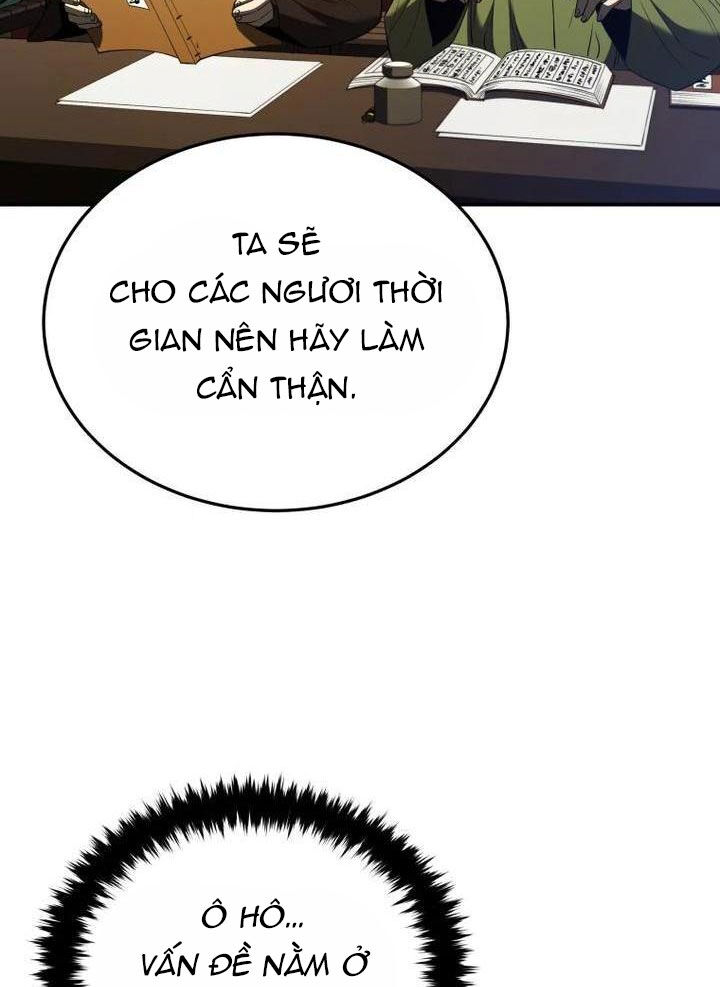 TA SẼ
CHO CÁC NGƯƠI THỜI
GIAN NÊN HÃY LÀM
CẨN THẬN.
Ô HÔ...
VẤN ĐỀ NẰM Ở